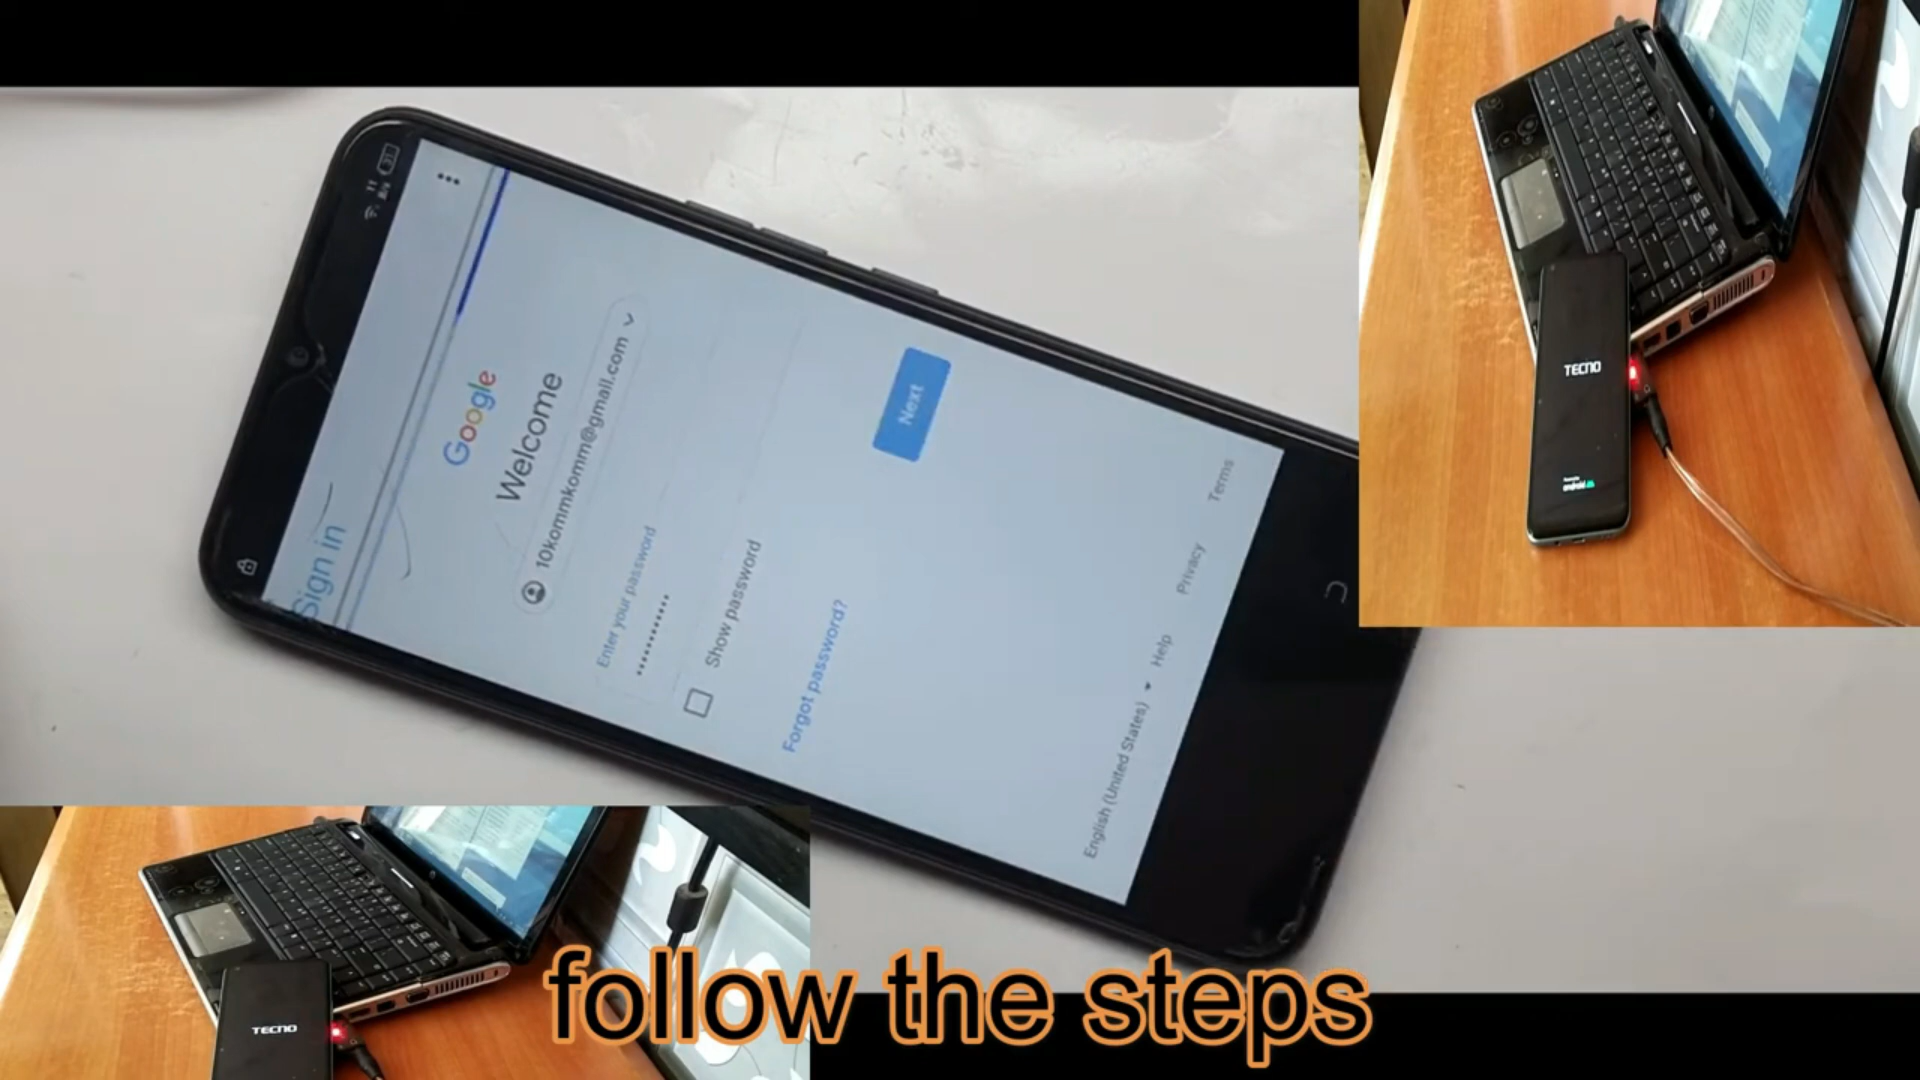 Sign in
Google
Welcome
10kommkomm@gmail.com
Enter your password
Show password
Forgot password?
Next
English (United States)
Help
Privacy
Terms
TECNO
android
TECNO
follow the steps